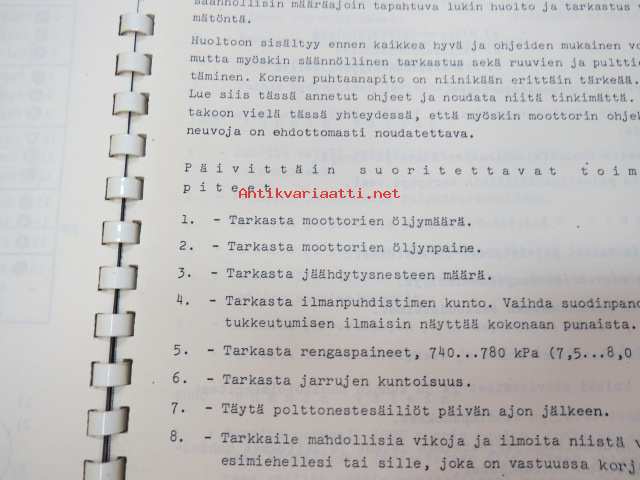 säännöllisin määräajoin tapahtuva lukin huolto ja tarkastus
mätöntä.
Huoltoon sisältyy ennen kaikkea hyvä ja ohjeiden mukainen
mutta myöskin säännöllinen tarkastus sekä ruuvien ja
täminen. Koneen puhtaanapito on niinikään erittäin tärkeää.
Lue siis tässä annetut ohjeet ja noudata niitä tinkimättä.
takoon vielä tässä yhteydessä, että myöskin moottorin
neuvoja on ehdottomasti noudatettava.
Päivittäin suoritettavat toim
piteet
Antikvariaatti.net
1. - Tarkasta moottorien öljymäärä.
2. - Tarkasta moottorien öljynpaine.
3. - Tarkasta jäähdytysnesteen määrä.
4. - Tarkasta ilmanpuhdistimen kunto. Vaihda suodinpan
tukkeutumisen ilmaisin näyttää kokonaan punaista.
5. - Tarkasta rengaspaineet, 740...780 kPa (7,5...8,0
6. - Tarkasta jarrujen kuntoisuus.
7. - Täytä polttonestesäiliöt päivän ajon jälkeen.
8. - Tarkkaile mahdollisia vikoja ja ilmoita niistä
esimiehellesi tai sille, joka on vastuussa korj